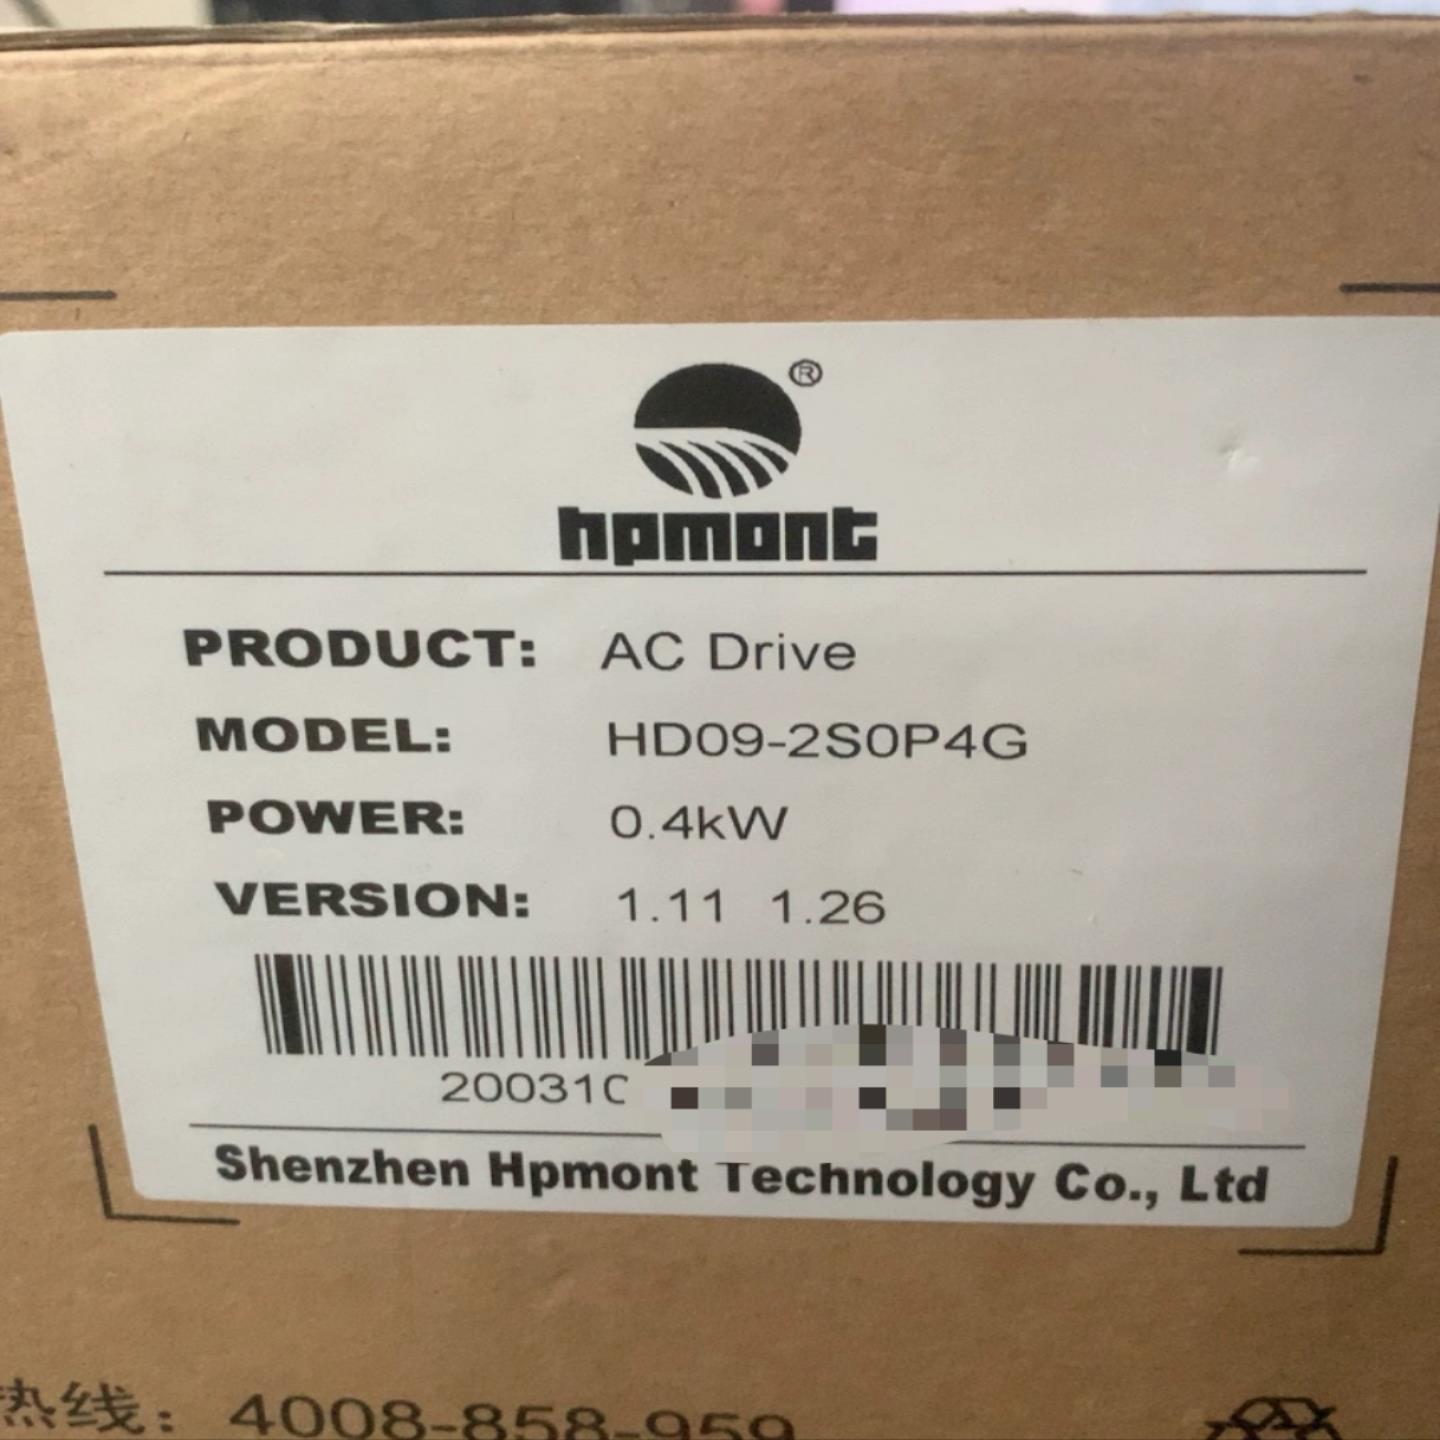 ®
hpmont
PRODUCT: AC Drive
MODEL: HD09-2S0P4G
POWER: 0.4kW
VERSION: 1.11 1.26
20031
Shenzhen Hpmont Technology Co., Ltd
热线：4008-858-959